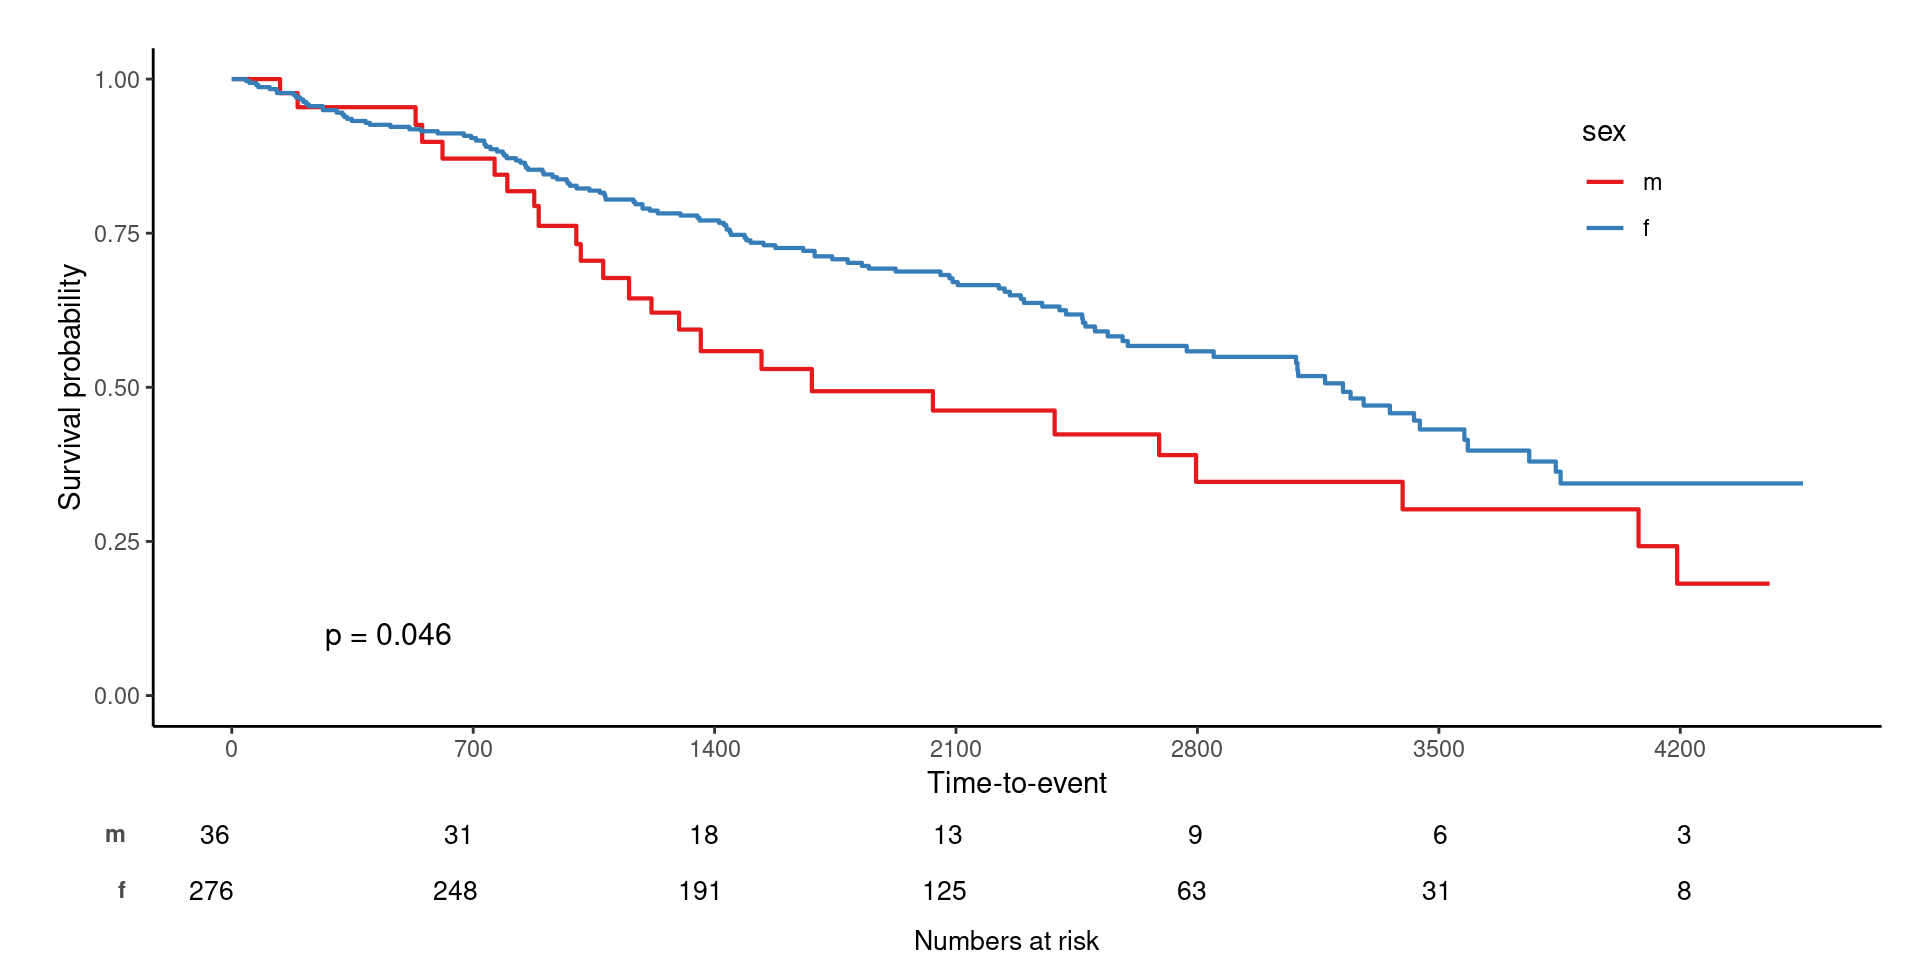 sex
m
f
1.00
0.75
0.50
0.25
0.00
Survival probability
p = 0.046
0 700 1400 2100 2800 3500 4200
Time-to-event
m 36 31 18 13 9 6 3
f 276 248 191 125 63 31 8
Numbers at risk